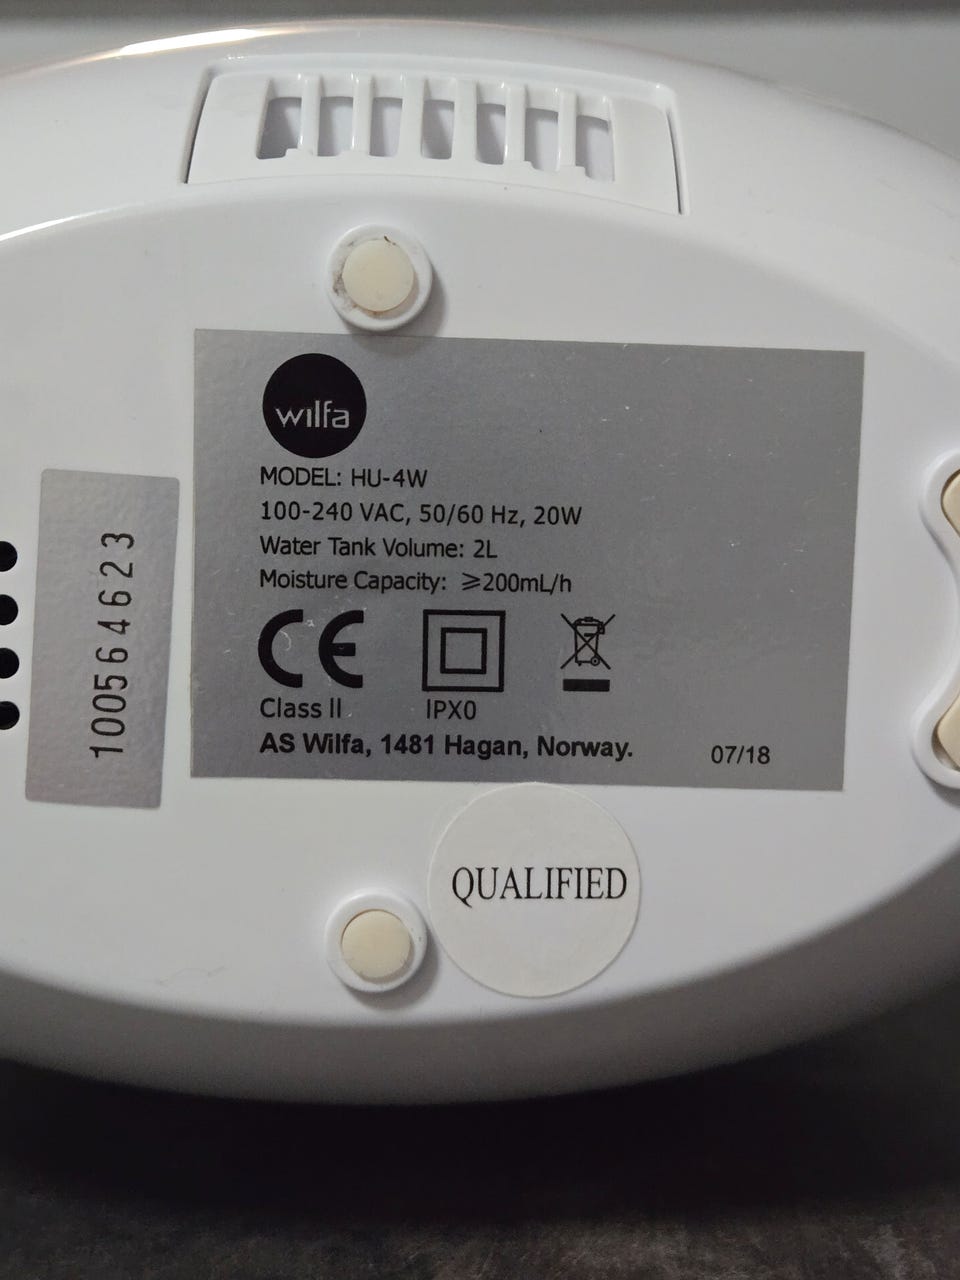 wilfa
MODEL: HU-4W
100-240 VAC, 50/60 Hz, 20W
Water Tank Volume: 2L
Moisture Capacity: ⩾200mL/h
CE
Class II IPX0
AS Wilfa, 1481 Hagan, Norway. 07/18
100564623
QUALIFIED